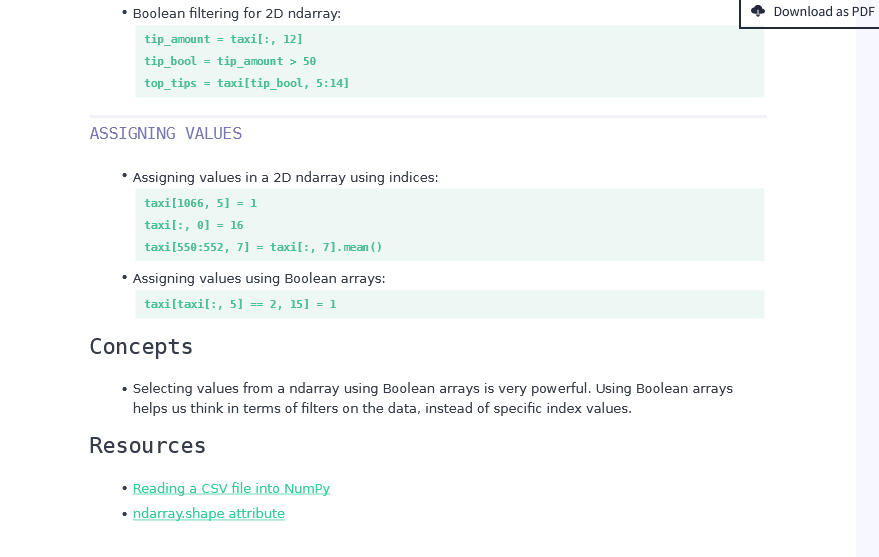 Download as PDF
• Boolean filtering for 2D ndarray:
tip_amount = taxi[:, 12]
tip_bool = tip_amount > 50
top_tips = taxi[tip_bool, 5:14]
ASSIGNING VALUES
• Assigning values in a 2D ndarray using indices:
taxi[1066, 5] = 1
taxi[:, 0] = 16
taxi[550:552, 7] = taxi[:, 7].mean()
• Assigning values using Boolean arrays:
taxi[taxi[:, 5] == 2, 15] = 1
Concepts
• Selecting values from a ndarray using Boolean arrays is very powerful. Using Boolean arrays
helps us think in terms of filters on the data, instead of specific index values.
Resources
• Reading a CSV file into NumPy
• ndarray.shape attribute